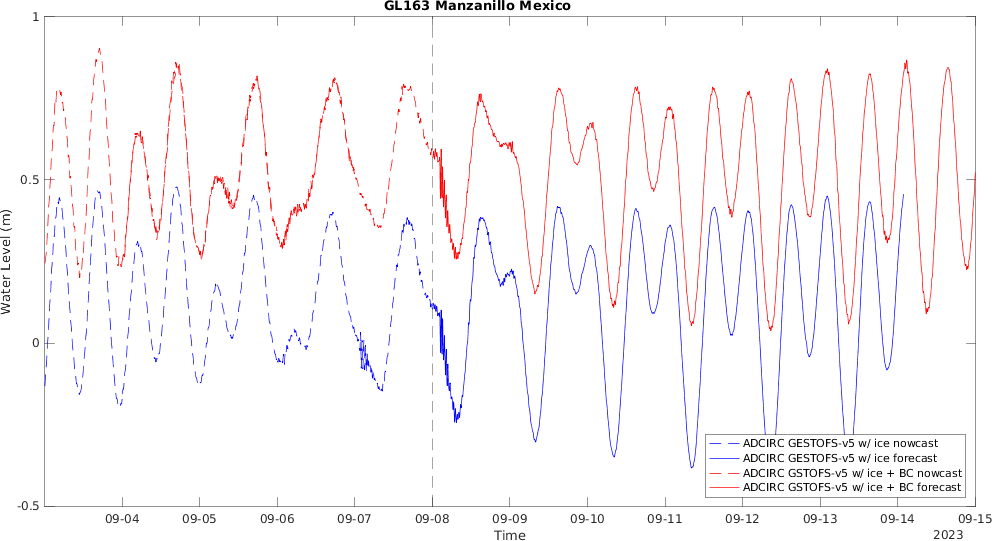 GL163 Manzanillo Mexico
Water Level (m)
1
0.5
0
-0.5
ADCIRC GESTOFS-v5 w/ ice nowcast
ADCIRC GESTOFS-v5 w/ ice forecast
ADCIRC GSTOFS-v5 w/ ice + BC nowcast
ADCIRC GSTOFS-v5 w/ ice + BC forecast
09-04 09-05 09-06 09-07 09-08 09-09 09-10 09-11 09-12 09-13 09-14 09-15
Time
2023